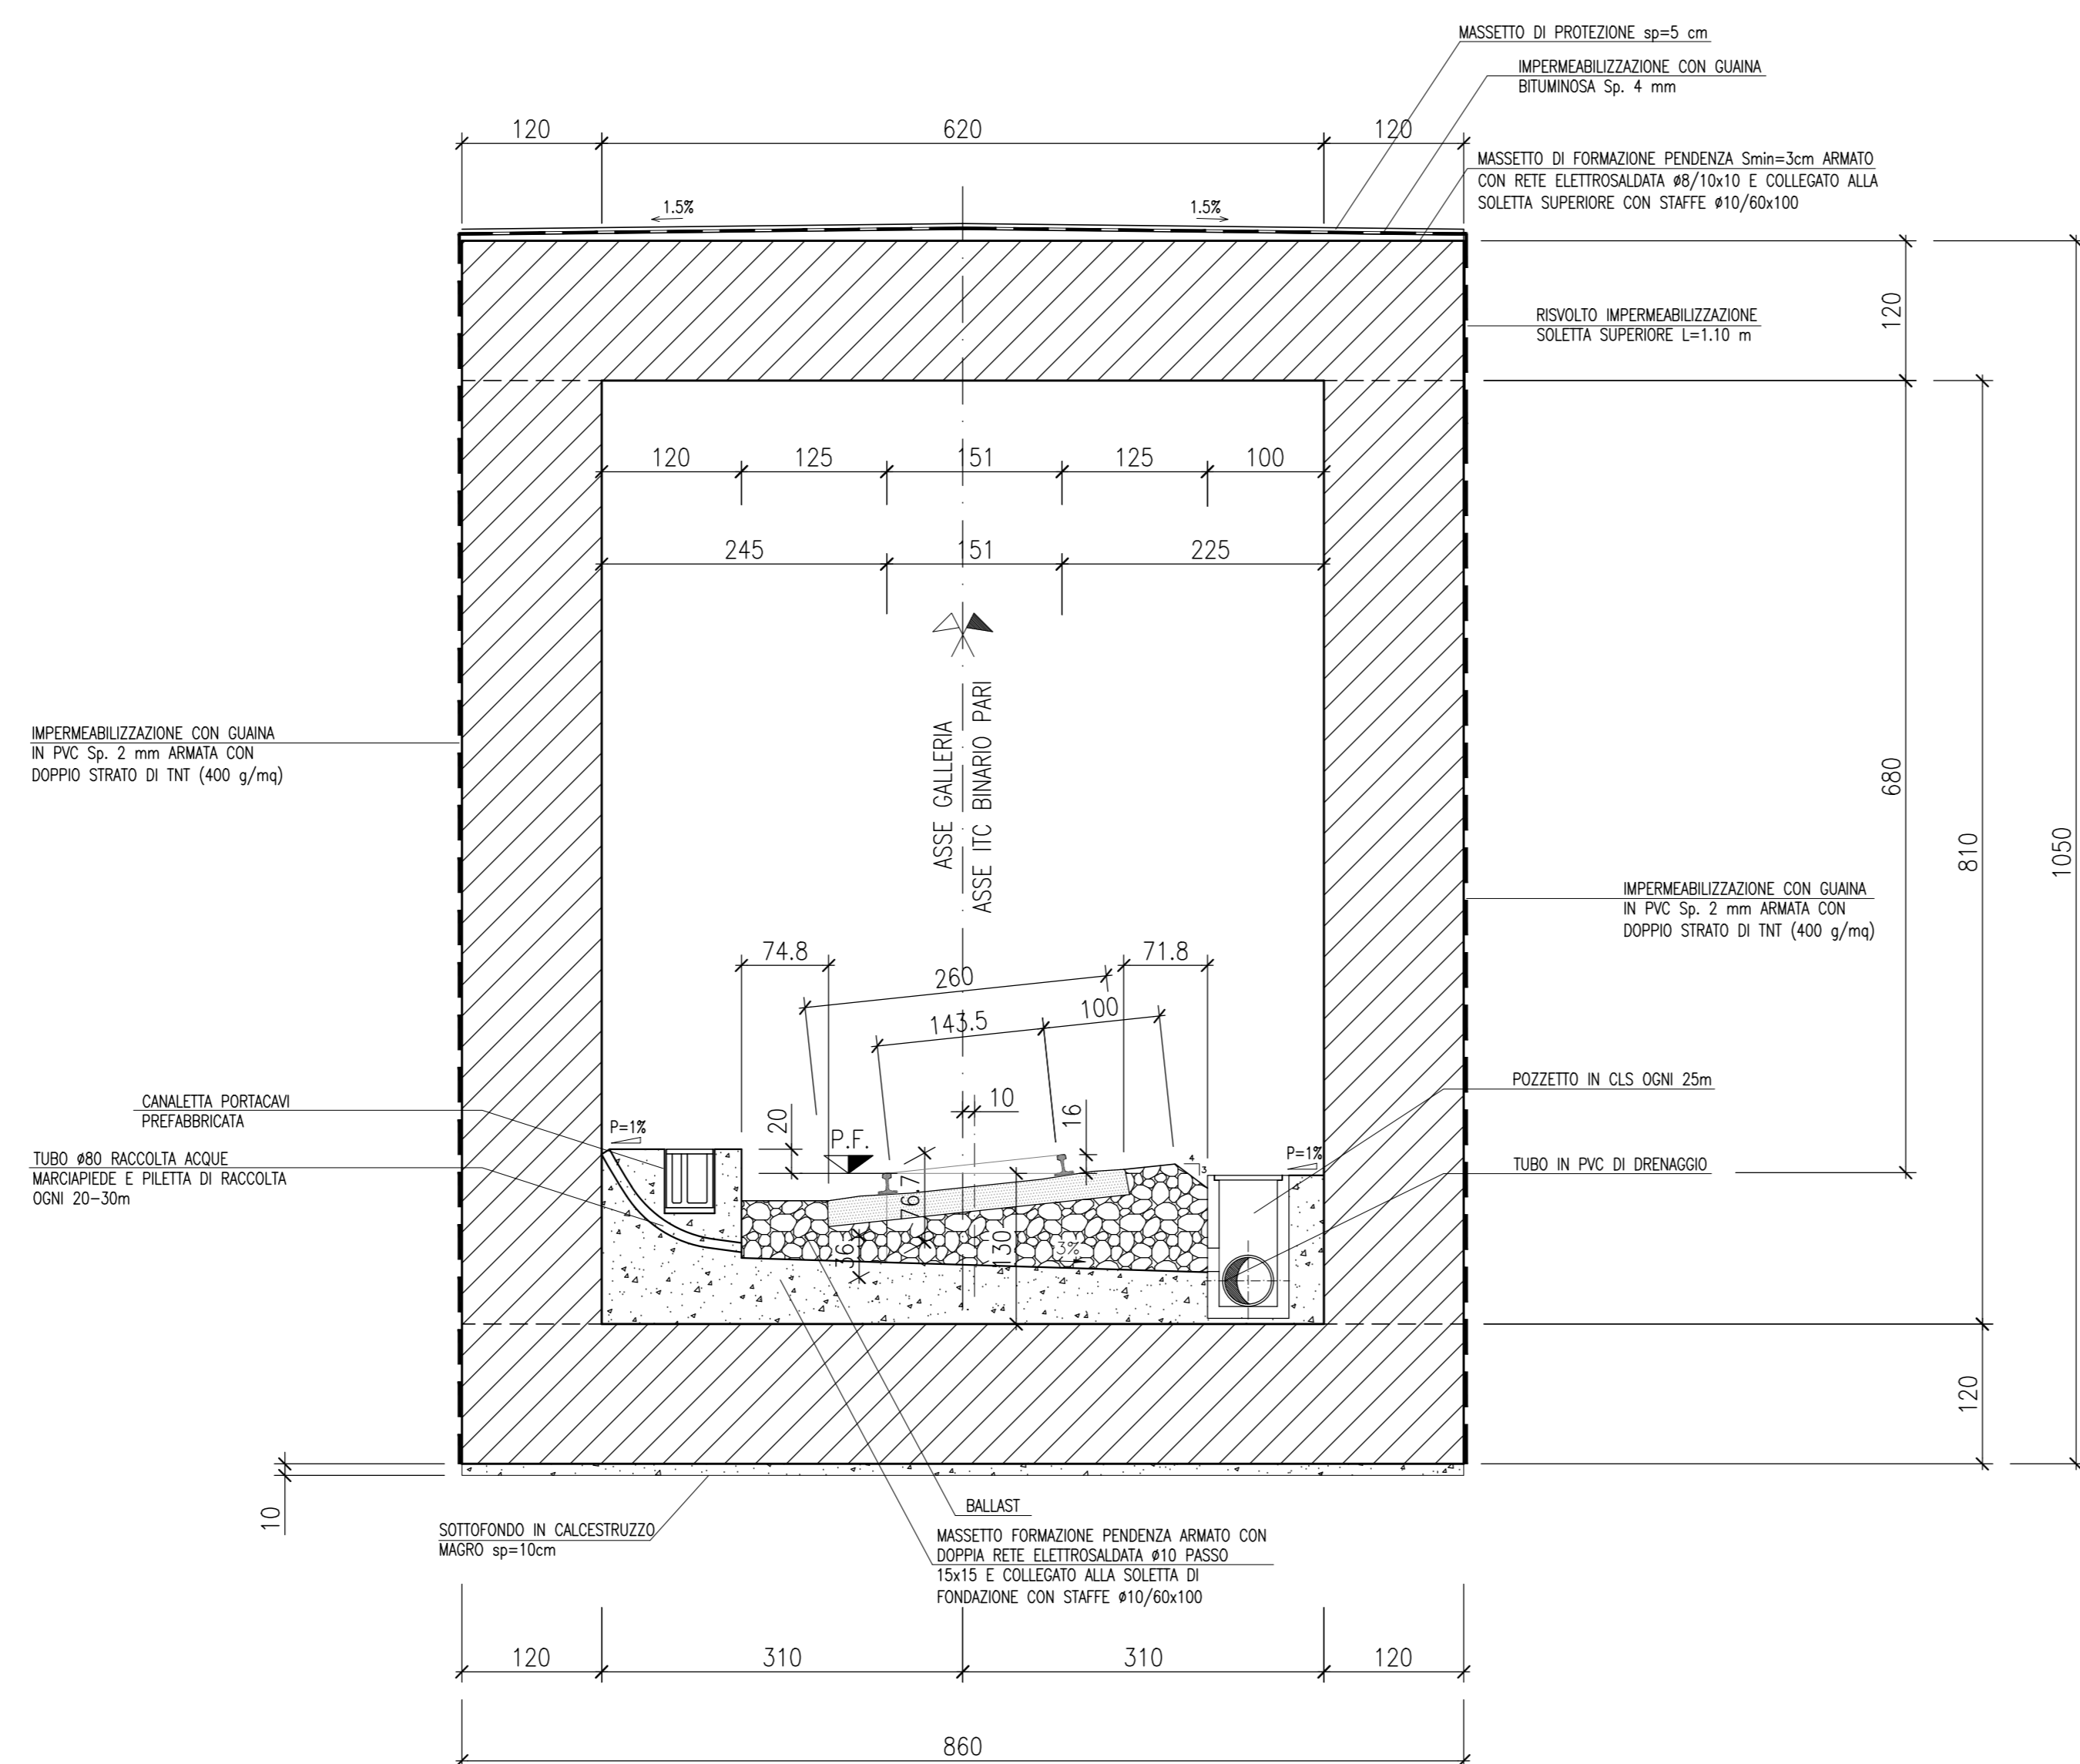 MASSETTO DI PROTEZIONE sp=5 cm
IMPERMEABILIZZAZIONE CON GUAINA
BITUMINOSA Sp. 4 mm
120
620
120
MASSETTO DI FORMAZIONE PENDENZA Smin=3cm ARMATO
CON RETE ELETTROSALDATA ø8/10x10 E COLLEGATO ALLA
SOLETTA SUPERIORE CON STAFFE ø10/60x100
1.5%
1.5%
120
RISVOLTO IMPERMEABILIZZAZIONE
SOLETTA SUPERIORE L=1.10 m
120
125
151
125
100
245
151
225
ASSE GALLERIA
ASSE ITC BINARIO PARI
IMPERMEABILIZZAZIONE CON GUAINA
IN PVC Sp. 2 mm ARMATA CON
DOPPIO STRATO DI TNT (400 g/mq)
680
810
1050
IMPERMEABILIZZAZIONE CON GUAINA
IN PVC Sp. 2 mm ARMATA CON
DOPPIO STRATO DI TNT (400 g/mq)
74.8
71.8
260
143.5
100
10
16
20
P.F.
P=1%
P=1%
4
3
76.7
36
130
3%
CANALETTA PORTACAVI
PREFABBRICATA
TUBO ø80 RACCOLTA ACQUE
MARCIAPIEDE E PILETTA DI RACCOLTA
OGNI 20-30m
POZZETTO IN CLS OGNI 25m
TUBO IN PVC DI DRENAGGIO
120
10
SOTTOFONDO IN CALCESTRUZZO
MAGRO sp=10cm
BALLAST
MASSETTO FORMAZIONE PENDENZA ARMATO CON
DOPPIA RETE ELETTROSALDATA ø10 PASSO
15x15 E COLLEGATO ALLA SOLETTA DI
FONDAZIONE CON STAFFE ø10/60x100
120
310
310
120
860